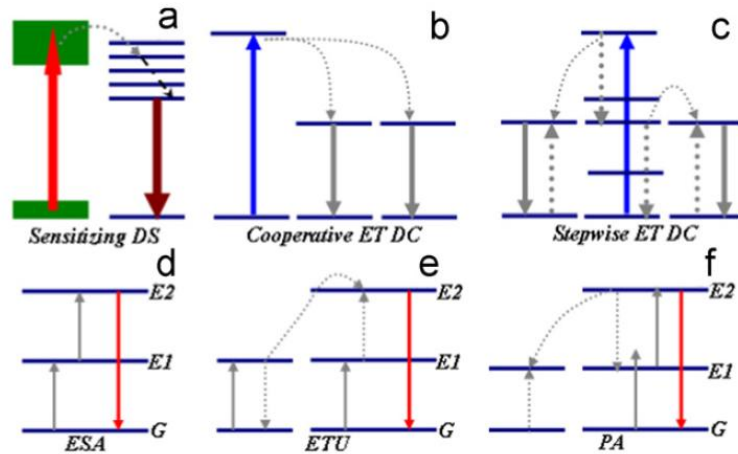 a
b
c
Sensitizing DS
Cooperative ET DC
Stepwise ET DC
d
E2
E1
G
ESA
e
E2
E1
G
ETU
f
E2
E1
G
PA